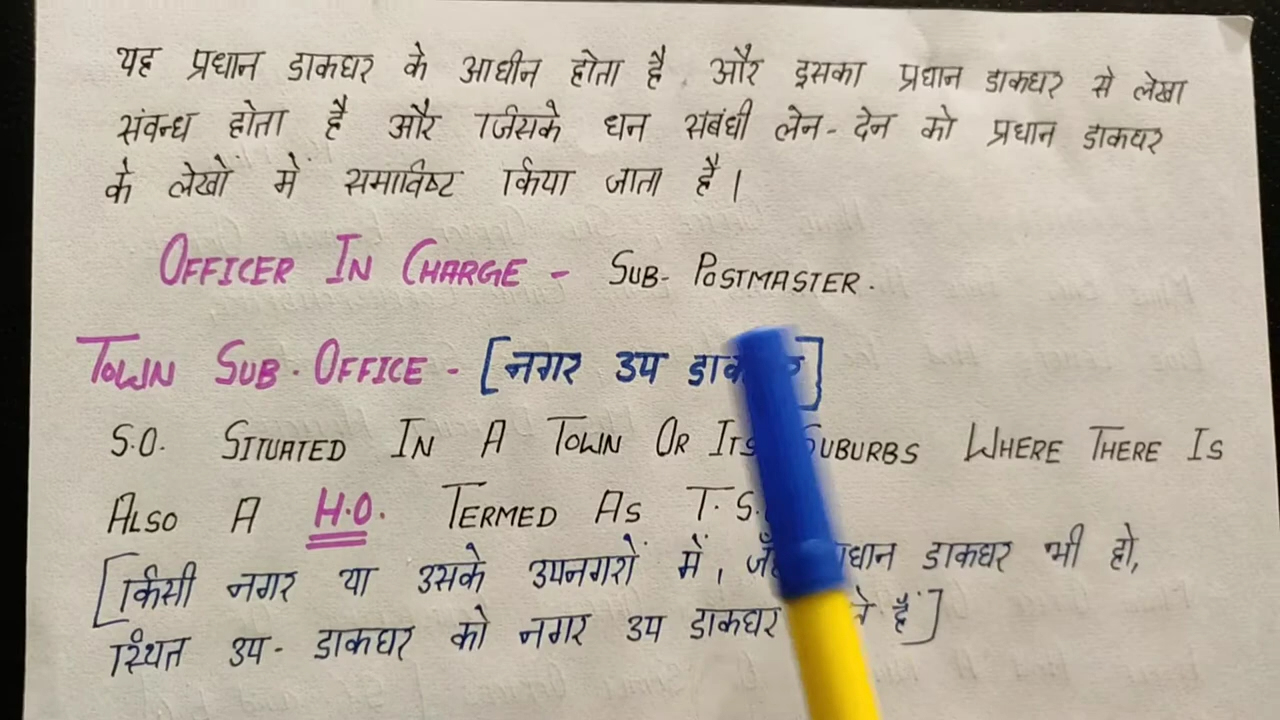 यह प्रधान डाकघर के आधीन होता है और इसका प्रधान डाकघर से लेखा
संवन्ध होता है और जिसके धन सबंधी लेन-देन को प्रधान डाकघर
के लेखों में समाविष्ट किया जाता है।
OFFICER IN CHARGE - SUB-POSTMASTER.
TOWN SUB.OFFICE - [नगर उप
S.O. SITUATED IN A TOWN OR ITS SUBURBS WHERE THERE IS
ALSO A H.O. TERMED AS
[किसी नगर या उसके उपनगरों में, डाकघर भी हो,
स्थित उप-डाकघर को नगर उप डाकघर हैं]